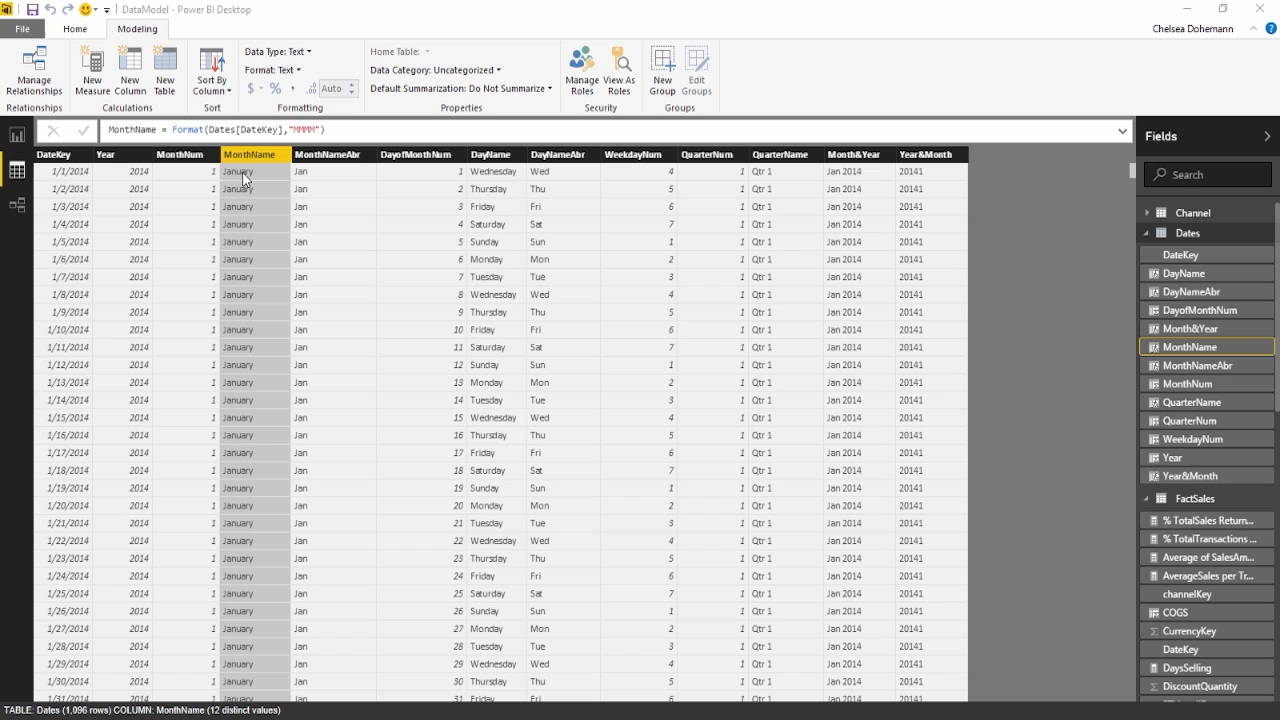 DataModel - Power BI Desktop
File Home Modeling Chelsea Dohemann
Manage Relationships
New Measure
New Column
New Table
Sort By Column
Data Type: Text
Format: Text
$ % , .00 Auto
Home Table:
Data Category: Uncategorized
Default Summarization: Do Not Summarize
Manage Roles
View As Roles
New Group
Edit Groups
Relationships Calculations Sort Formatting Properties Security Groups
MonthName = Format(Dates[DateKey],"MMMM")
DateKey Year MonthNum MonthName MonthNameAbr DayofMonthNum DayName DayNameAbr WeekdayNum QuarterNum QuarterName Month&Year Year&Month
1/1/2014 2014 1 January Jan 1 Wednesday Wed 4 1 Qtr 1 Jan 2014 20141
1/2/2014 2014 1 January Jan 2 Thursday Thu 5 1 Qtr 1 Jan 2014 20141
1/3/2014 2014 1 January Jan 3 Friday Fri 6 1 Qtr 1 Jan 2014 20141
1/4/2014 2014 1 January Jan 4 Saturday Sat 7 1 Qtr 1 Jan 2014 20141
1/5/2014 2014 1 January Jan 5 Sunday Sun 1 1 Qtr 1 Jan 2014 20141
1/6/2014 2014 1 January Jan 6 Monday Mon 2 1 Qtr 1 Jan 2014 20141
1/7/2014 2014 1 January Jan 7 Tuesday Tue 3 1 Qtr 1 Jan 2014 20141
1/8/2014 2014 1 January Jan 8 Wednesday Wed 4 1 Qtr 1 Jan 2014 20141
1/9/2014 2014 1 January Jan 9 Thursday Thu 5 1 Qtr 1 Jan 2014 20141
1/10/2014 2014 1 January Jan 10 Friday Fri 6 1 Qtr 1 Jan 2014 20141
1/11/2014 2014 1 January Jan 11 Saturday Sat 7 1 Qtr 1 Jan 2014 20141
1/12/2014 2014 1 January Jan 12 Sunday Sun 1 1 Qtr 1 Jan 2014 20141
1/13/2014 2014 1 January Jan 13 Monday Mon 2 1 Qtr 1 Jan 2014 20141
1/14/2014 2014 1 January Jan 14 Tuesday Tue 3 1 Qtr 1 Jan 2014 20141
1/15/2014 2014 1 January Jan 15 Wednesday Wed 4 1 Qtr 1 Jan 2014 20141
1/16/2014 2014 1 January Jan 16 Thursday Thu 5 1 Qtr 1 Jan 2014 20141
1/17/2014 2014 1 January Jan 17 Friday Fri 6 1 Qtr 1 Jan 2014 20141
1/18/2014 2014 1 January Jan 18 Saturday Sat 7 1 Qtr 1 Jan 2014 20141
1/19/2014 2014 1 January Jan 19 Sunday Sun 1 1 Qtr 1 Jan 2014 20141
1/20/2014 2014 1 January Jan 20 Monday Mon 2 1 Qtr 1 Jan 2014 20141
1/21/2014 2014 1 January Jan 21 Tuesday Tue 3 1 Qtr 1 Jan 2014 20141
1/22/2014 2014 1 January Jan 22 Wednesday Wed 4 1 Qtr 1 Jan 2014 20141
1/23/2014 2014 1 January Jan 23 Thursday Thu 5 1 Qtr 1 Jan 2014 20141
1/24/2014 2014 1 January Jan 24 Friday Fri 6 1 Qtr 1 Jan 2014 20141
1/25/2014 2014 1 January Jan 25 Saturday Sat 7 1 Qtr 1 Jan 2014 20141
1/26/2014 2014 1 January Jan 26 Sunday Sun 1 1 Qtr 1 Jan 2014 20141
1/27/2014 2014 1 January Jan 27 Monday Mon 2 1 Qtr 1 Jan 2014 20141
1/28/2014 2014 1 January Jan 28 Tuesday Tue 3 1 Qtr 1 Jan 2014 20141
1/29/2014 2014 1 January Jan 29 Wednesday Wed 4 1 Qtr 1 Jan 2014 20141
1/30/2014 2014 1 January Jan 30 Thursday Thu 5 1 Qtr 1 Jan 2014 20141
1/31/2014 2014 1 January Jan 31 Friday Fri 6 1 Qtr 1 Jan 2014 20141
Fields
Search
Channel
Dates
DateKey
DayName
DayNameAbr
DayofMonthNum
Month&Year
MonthName
MonthNameAbr
MonthNum
QuarterName
QuarterNum
WeekdayNum
Year
Year&Month
FactSales
% TotalSales Return...
% TotalTransactions ...
Average of SalesAm...
AverageSales per Tr...
channelKey
COGS
CurrencyKey
DateKey
DaysSelling
DiscountQuantity
TABLE: Dates (1,096 rows) COLUMN: MonthName (12 distinct values)